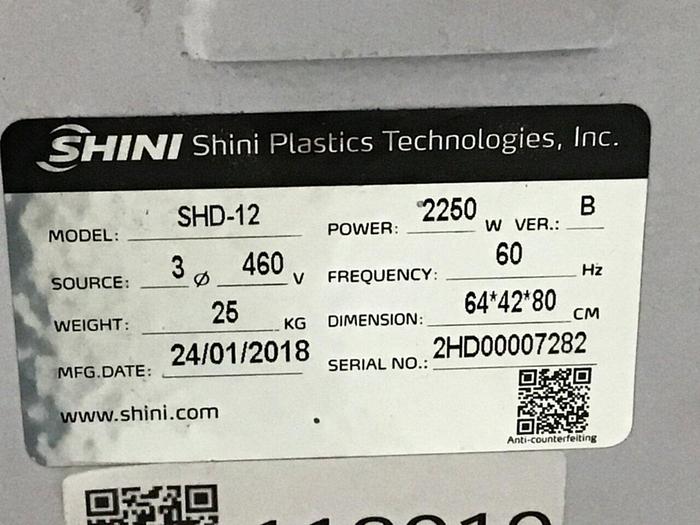 SHINI Shini Plastics Technologies, Inc.
MODEL: SHD-12 POWER: 2250 W VER.: B
SOURCE: 3 Ø 460 V FREQUENCY: 60 Hz
WEIGHT: 25 KG DIMENSION: 64*42*80 CM
MFG.DATE: 24/01/2018 SERIAL NO.: 2HD00007282
www.shini.com
Anti-counterfeiting